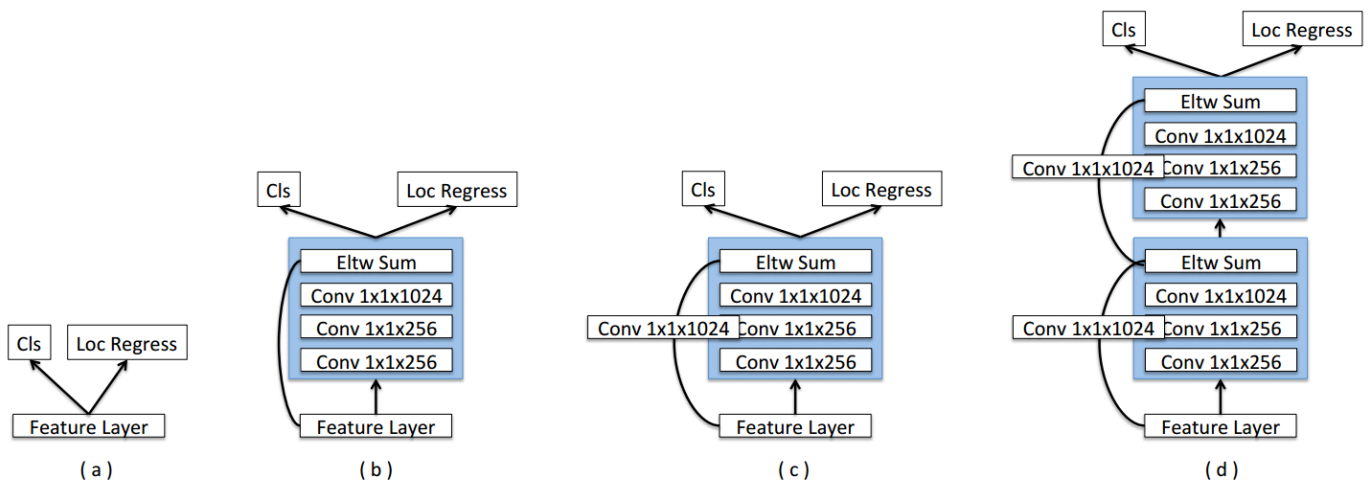 Cls
Loc Regress
Feature Layer
( a )
Cls
Loc Regress
Eltw Sum
Conv 1x1x1024
Conv 1x1x256
Conv 1x1x256
Feature Layer
( b )
Cls
Loc Regress
Eltw Sum
Conv 1x1x1024
Conv 1x1x1024
Conv 1x1x256
Conv 1x1x256
Feature Layer
( c )
Cls
Loc Regress
Eltw Sum
Conv 1x1x1024
Conv 1x1x1024
Conv 1x1x256
Conv 1x1x256
Eltw Sum
Conv 1x1x1024
Conv 1x1x1024
Conv 1x1x256
Conv 1x1x256
Feature Layer
( d )